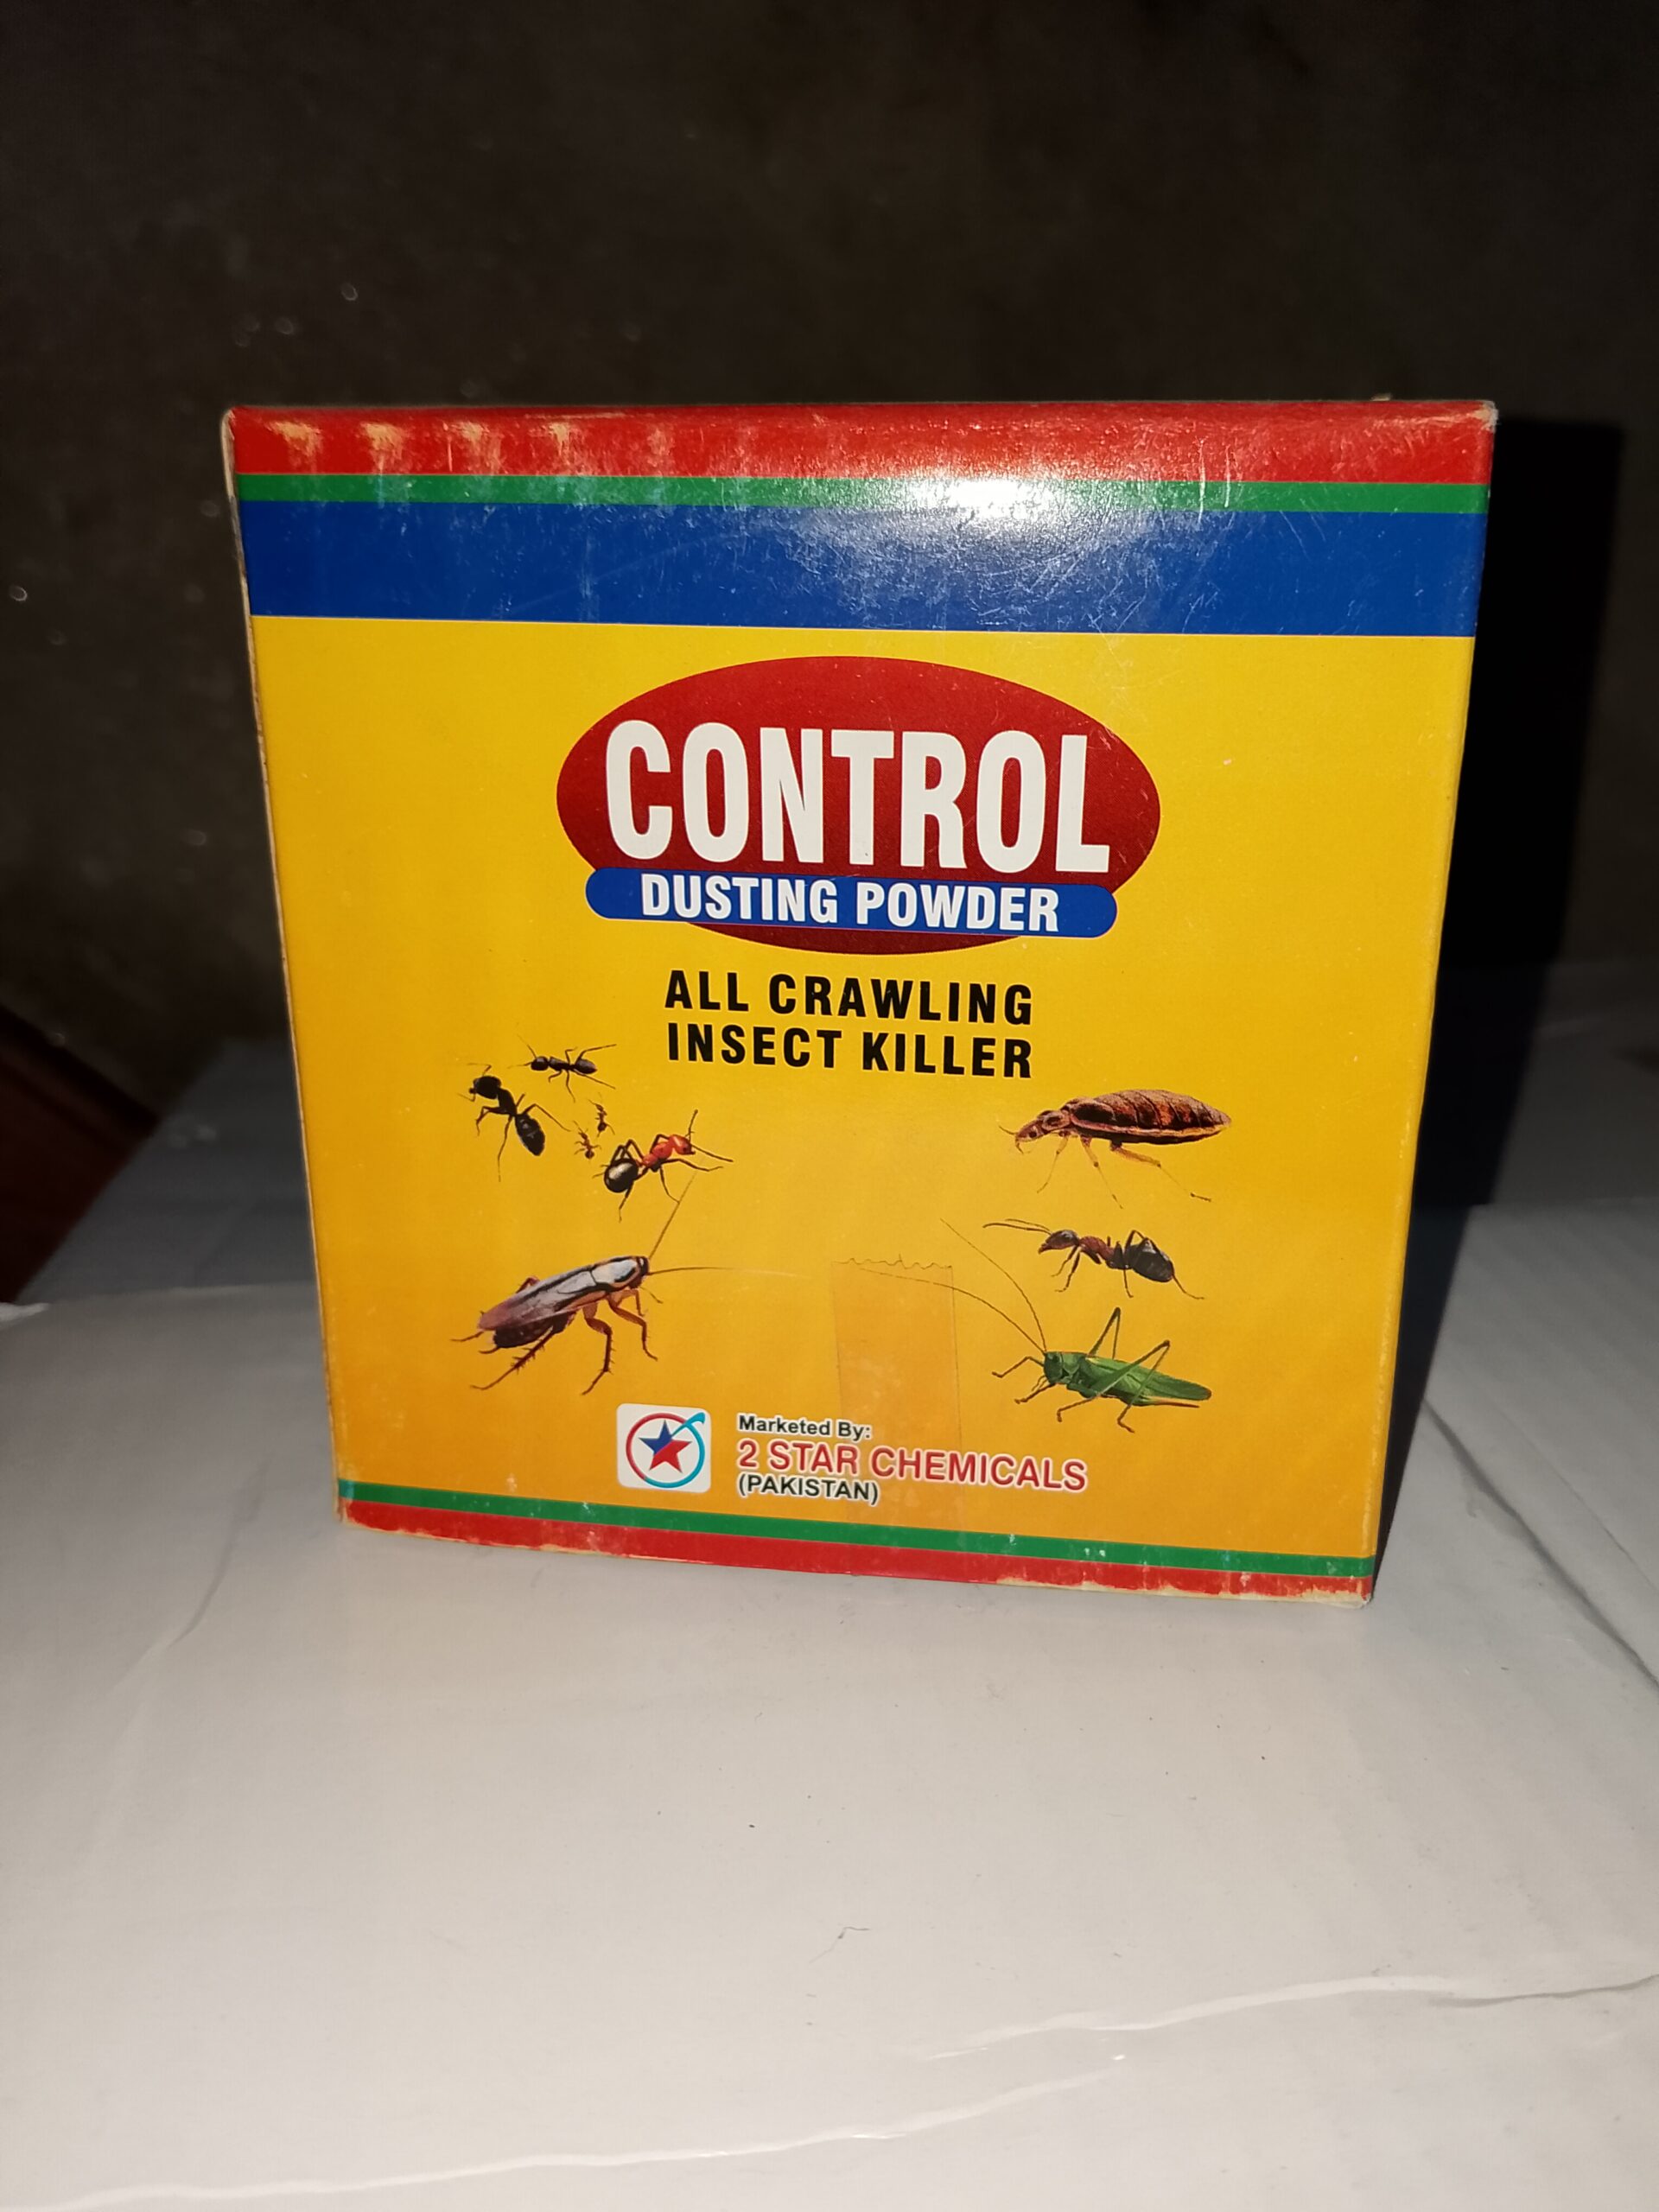 CONTROL
DUSTING POWDER
ALL CRAWLING
INSECT KILLER
Marketed By:
2 STAR CHEMICALS
(PAKISTAN)